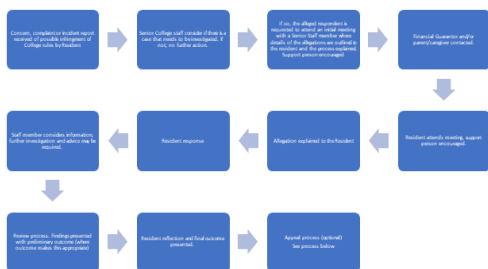 Concern, complaint or incident report
received of possible infringement of
College rules by Resident
Senior College staff consider if there is a
case that needs to be investigated. If
not, no further action.
If so, the alleged respondent is
requested to attend an initial meeting
with a Senior Staff member where
details of the allegations are outlined to
the resident and the process explained.
Support person encouraged
Financial Guarantor and/or
parent/caregiver contacted.
Resident attends meeting, support
person encouraged.
Allegation explained to the Resident
Resident response
Staff member considers information;
further investigation and advice may be
required.
Review process. Findings presented
with preliminary outcome (where
outcome makes this appropriate)
Resident reflection and final outcome
presented.
Appeal process (optional)
See process below